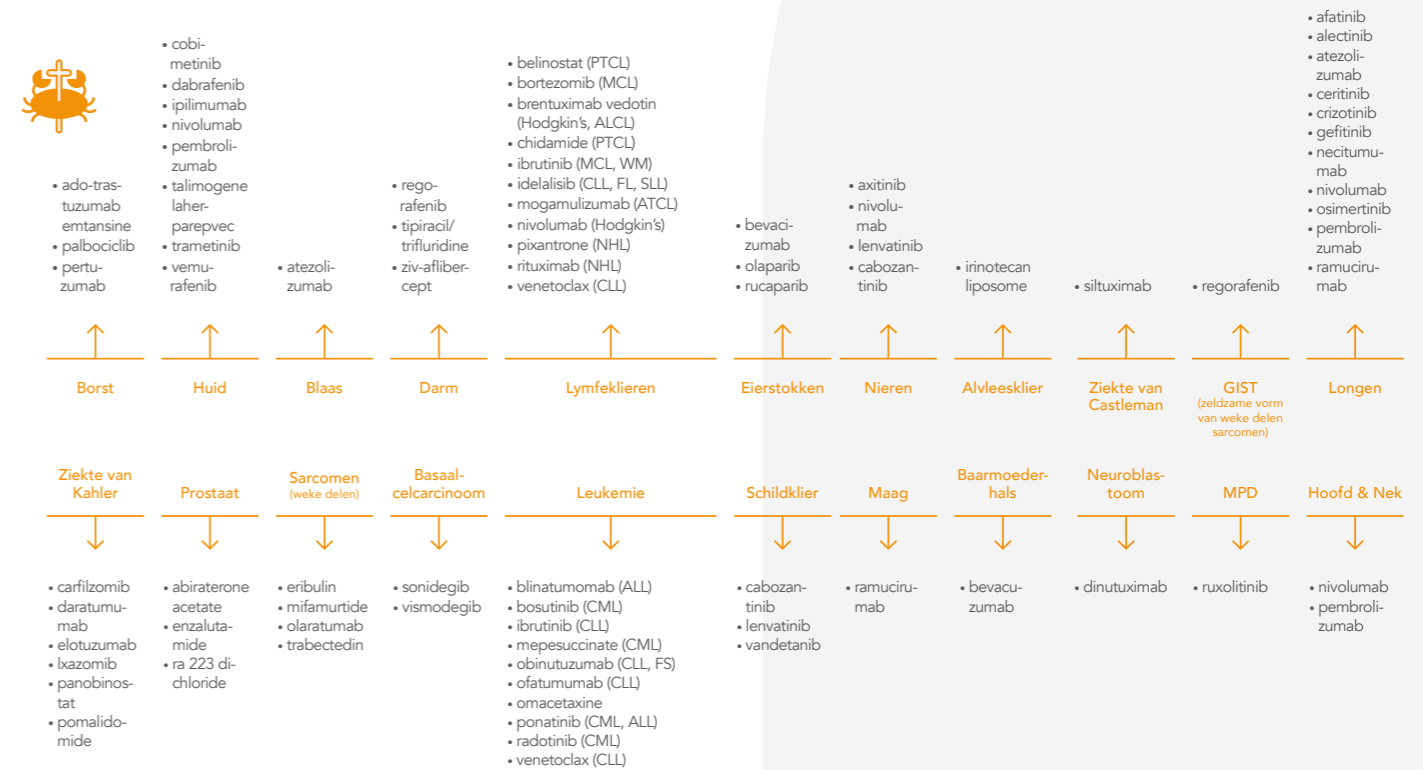 • ado-tras-
tuzumab
emtansine
• palbociclib
• pertu-
zumab
• cobi-
metinib
• dabrafenib
• ipilimumab
• nivolumab
• pembroli-
zumab
• talimogene
laher-
parepvec
• trametinib
• vemu-
rafenib
• atezoli-
zumab
• rego-
rafenib
• tipiracil/
trifluridine
• ziv-afliber-
cept
• belinostat (PTCL)
• bortezomib (MCL)
• brentuximab vedotin
(Hodgkin's, ALCL)
• chidamide (PTCL)
• ibrutinib (MCL, WM)
• idelalisib (CLL, FL, SLL)
• mogamulizumab (ATCL)
• nivolumab (Hodgkin's)
• pixantrone (NHL)
• rituximab (NHL)
• venetoclax (CLL)
• bevaci-
zumab
• olaparib
• rucaparib
• axitinib
• nivolu-
mab
• lenvatinib
• cabozan-
tinib
• irinotecan
liposome
• siltuximab
• regorafenib
• afatinib
• alectinib
• atezoli-
zumab
• ceritinib
• crizotinib
• gefitinib
• necitumu-
mab
• nivolumab
• osimertinib
• pembroli-
zumab
• ramuciru-
mab
Borst
Huid
Blaas
Darm
Lymfeklieren
Eierstokken
Nieren
Alvleesklier
Ziekte van
Castleman
GIST
(zeldzame vorm
van weke delen
sarcomen)
Longen
Ziekte van
Kahler
Prostaat
Sarcomen
(weke delen)
Basaal-
celcarcinoom
Leukemie
Schildklier
Maag
Baarmoeder-
hals
Neuroblas-
toom
MPD
Hoofd & Nek
• carfilzomib
• daratumu-
mab
• elotuzumab
• Ixazomib
• panobinos-
tat
• pomalido-
mide
• abiraterone
acetate
• enzaluta-
mide
• ra 223 di-
chloride
• eribulin
• mifamurtide
• olaratumab
• trabectedin
• sonidegib
• vismodegib
• blinatumomab (ALL)
• bosutinib (CML)
• ibrutinib (CLL)
• mepesuccinate (CML)
• obinutuzumab (CLL, FS)
• ofatumumab (CLL)
• omacetaxine
• ponatinib (CML, ALL)
• radotinib (CML)
• venetoclax (CLL)
• cabozan-
tinib
• lenvatinib
• vandetanib
• ramuciru-
mab
• bevacu-
zumab
• dinutuximab
• ruxolitinib
• nivolumab
• pembroli-
zumab